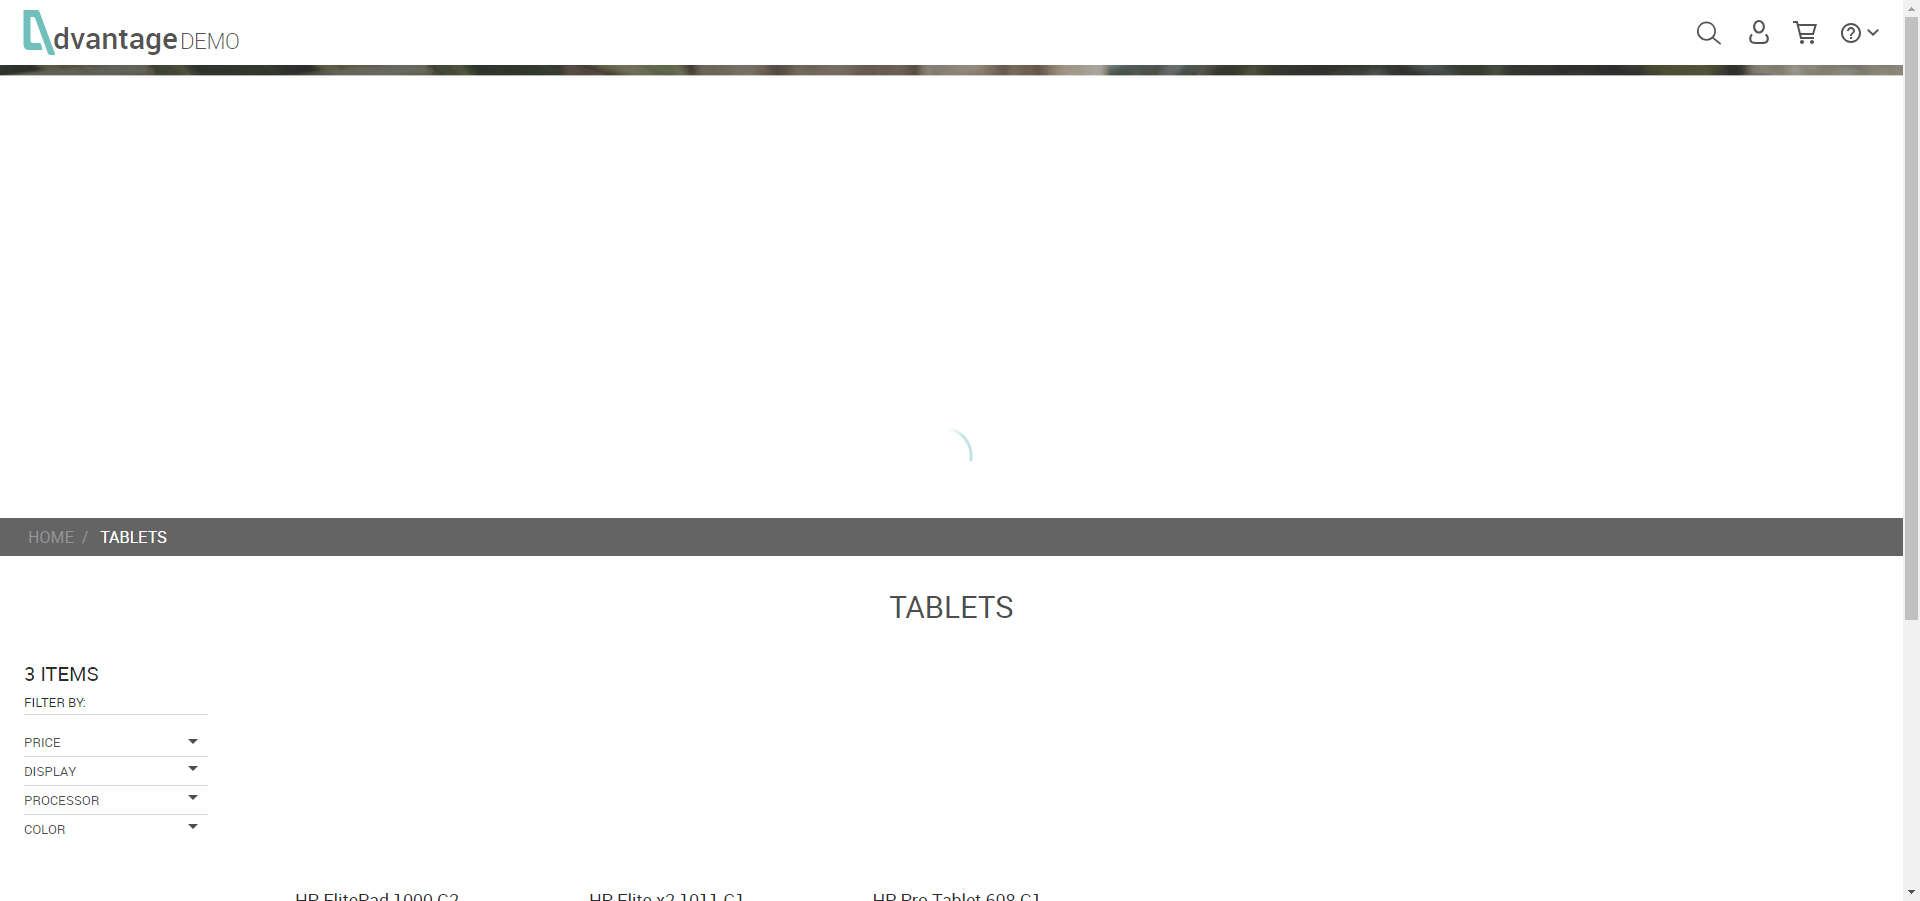 dvantage DEMO
HOME / TABLETS
TABLETS
3 ITEMS
FILTER BY:
PRICE
DISPLAY
PROCESSOR
COLOR
HP ElitePad 1000 G2
HP Elite x2 1011 G1
HP Pro Tablet 608 G1